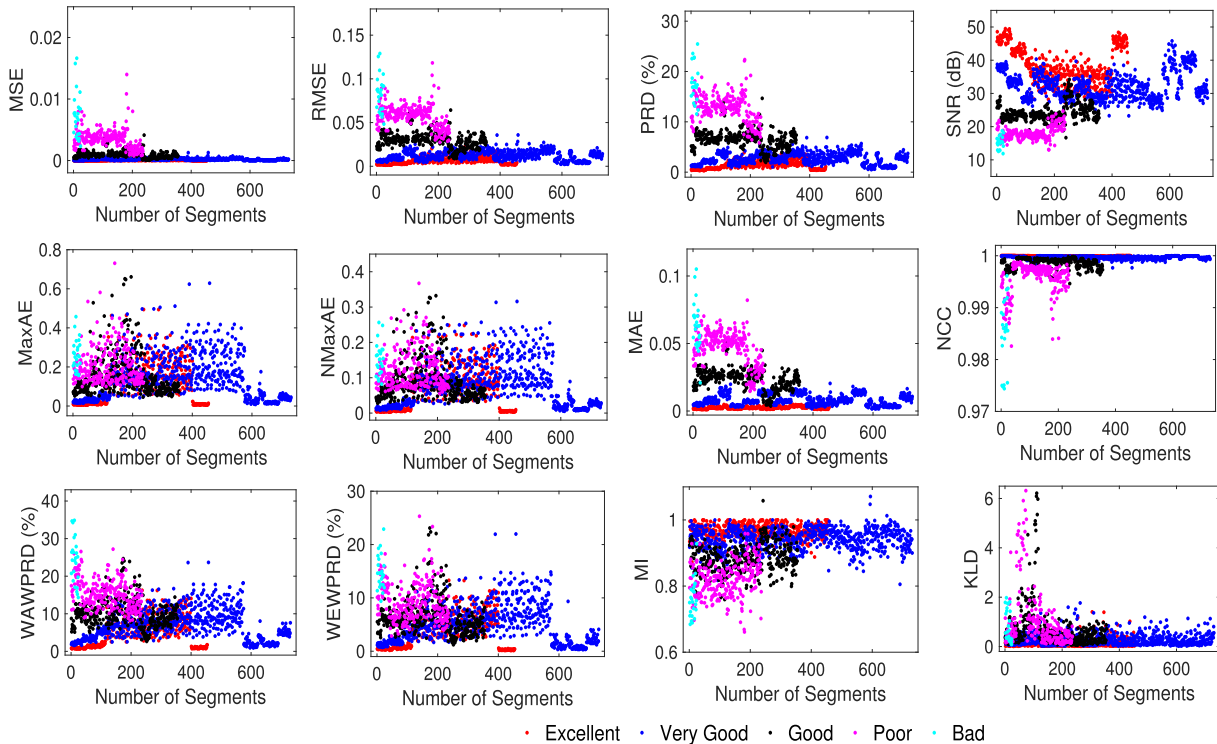 MSE
0.02
0.01
0
0 200 400 600
Number of Segments
RMSE
0.15
0.1
0.05
0
0 200 400 600
Number of Segments
PRD (%)
30
20
10
0
0 200 400 600
Number of Segments
SNR (dB)
50
40
30
20
10
0 200 400 600
Number of Segments
MaxAE
0.8
0.6
0.4
0.2
0
0 200 400 600
Number of Segments
NMaxAE
0.4
0.3
0.2
0.1
0
0 200 400 600
Number of Segments
MAE
0.1
0.05
0
0 200 400 600
Number of Segments
NCC
1
0.99
0.98
0.97
0 200 400 600
Number of Segments
WAWPRD (%)
40
30
20
10
0
0 200 400 600
Number of Segments
WEWPRD (%)
30
20
10
0
0 200 400 600
Number of Segments
MI
1
0.8
0.6
0 200 400 600
Number of Segments
KLD
6
4
2
0
0 200 400 600
Number of Segments
Excellent Very Good Good Poor Bad